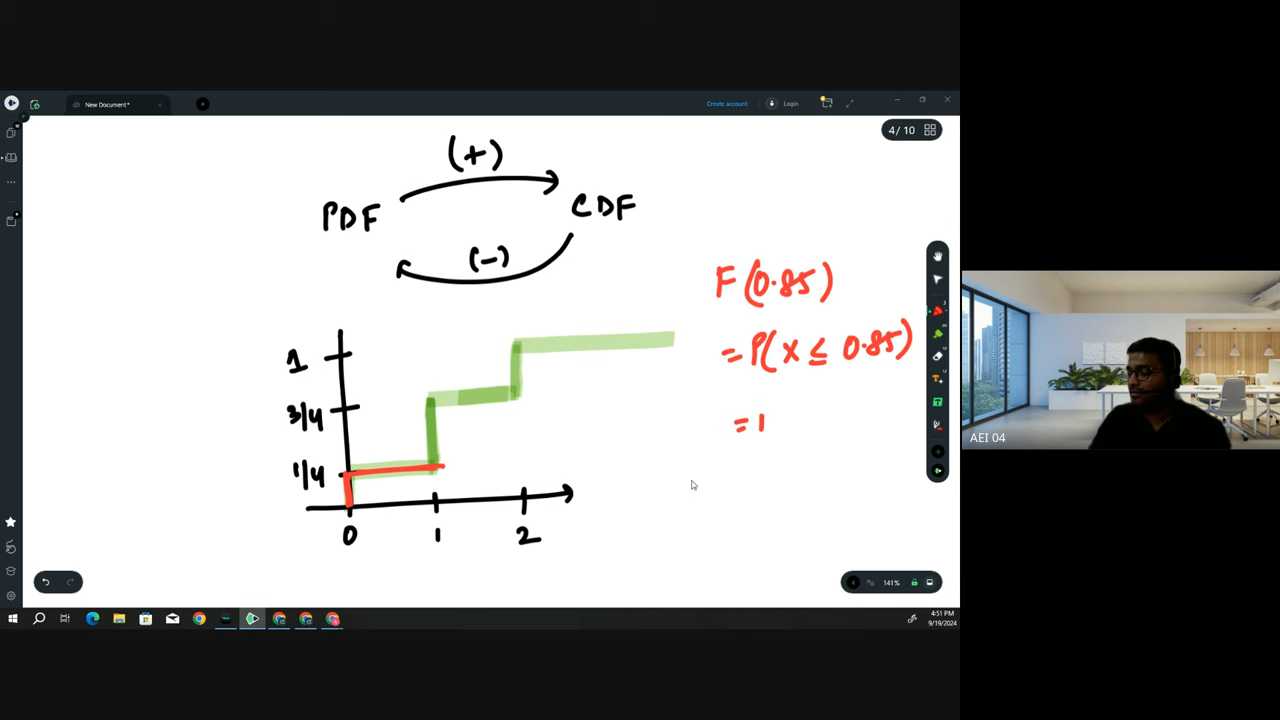 New Document*
Create account
Login
4 / 10
(+)
PDF
CDF
(-)
F(0.85)
= P(x ≤ 0.85)
= 1
1
3/4
1/4
0 1 2
AEI 04
141%
4:51 PM
9/19/2024